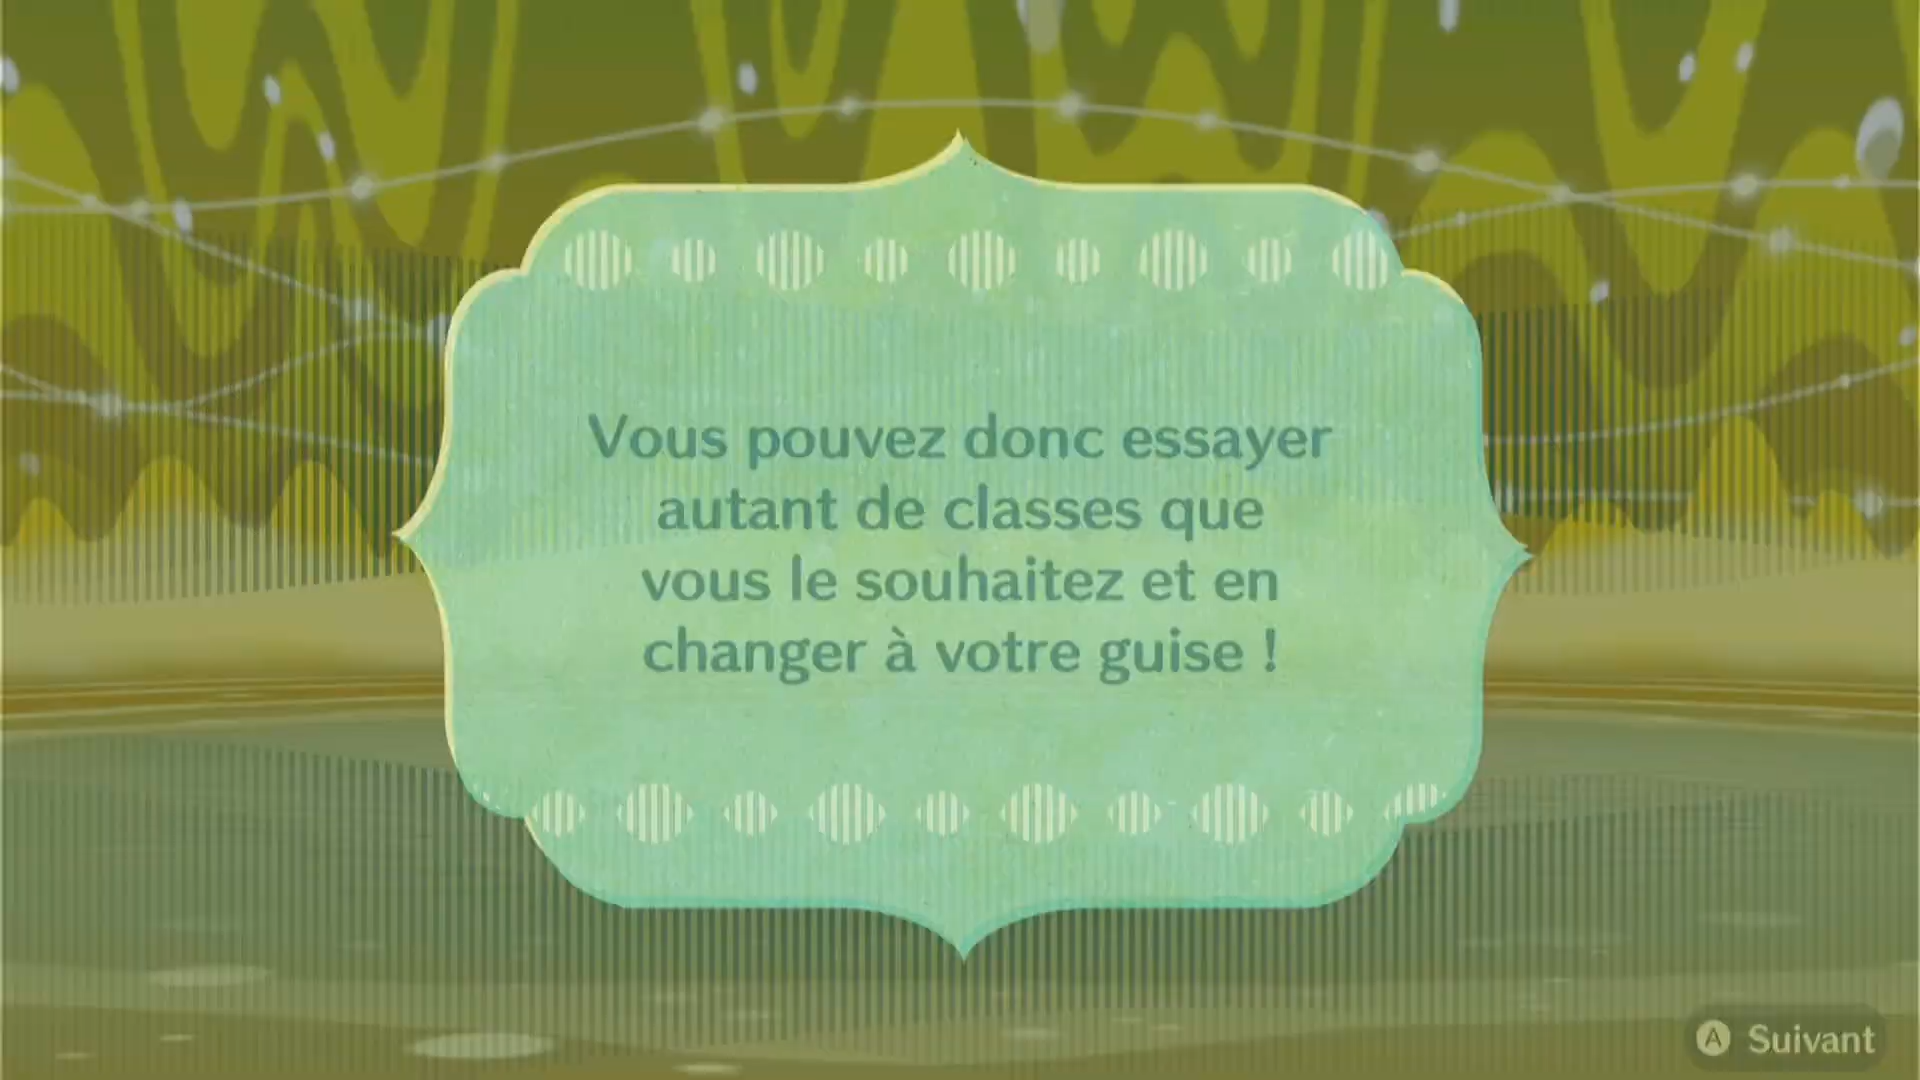 Vous pouvez donc essayer
autant de classes que
vous le souhaitez et en
changer à votre guise !
A Suivant